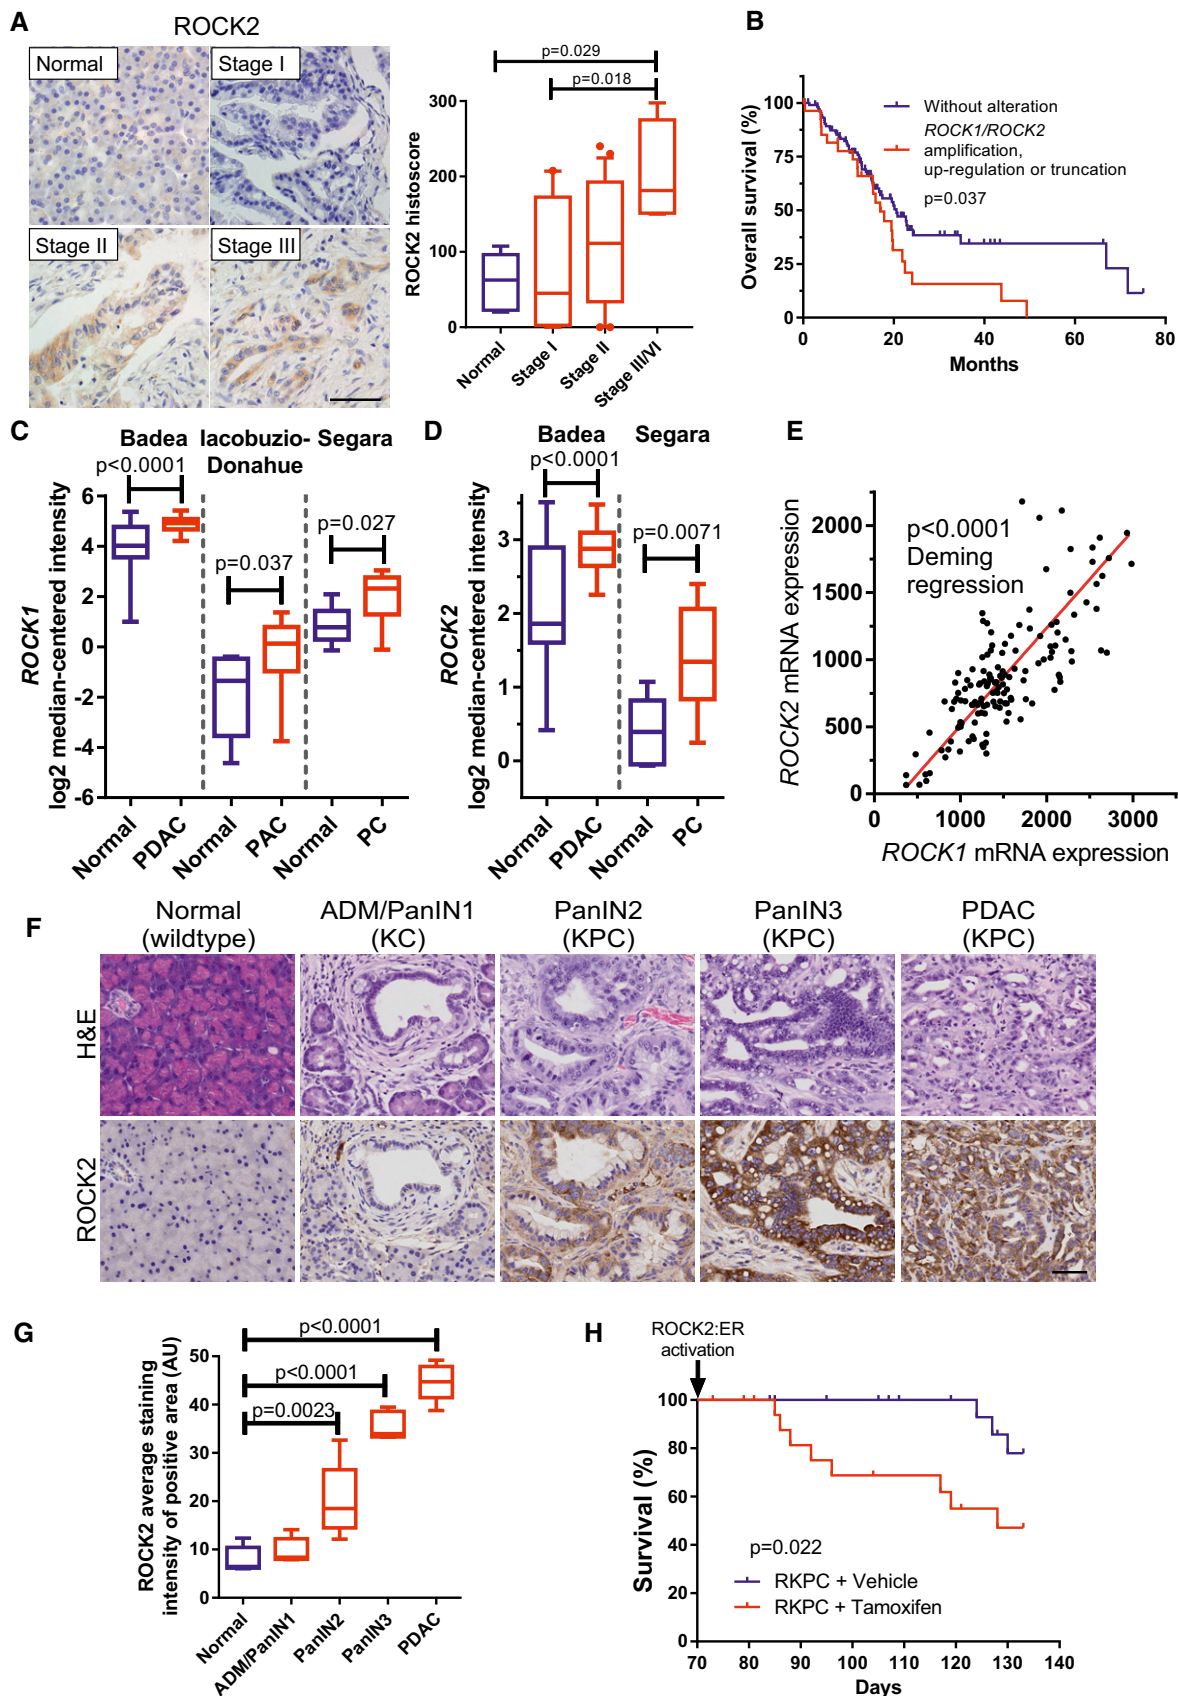 A
ROCK2
Normal
Stage I
Stage II
Stage III
p=0.029
p=0.018
ROCK2 histoscore
300
200
100
0
Normal
Stage I
Stage II
Stage III/VI
B
Overall survival (%)
100
75
50
25
0
Without alteration
ROCK1/ROCK2
amplification,
up-regulation or truncation
p=0.037
0
20
40
60
80
Months
C
Badea
Iacobuzio-
Donahue
Segara
p<0.0001
p=0.037
p=0.027
ROCK1
log2 median-centered intensity
6
4
2
0
-2
-4
-6
Normal
PDAC
Normal
PAC
Normal
PC
D
Badea
Segara
p<0.0001
p=0.0071
ROCK2
log2 median-centered intensity
3
2
1
0
Normal
PDAC
Normal
PC
E
ROCK2 mRNA expression
2000
1500
1000
500
0
p<0.0001
Deming
regression
0
1000
2000
3000
ROCK1 mRNA expression
F
Normal
(wildtype)
ADM/PanIN1
(KC)
PanIN2
(KPC)
PanIN3
(KPC)
PDAC
(KPC)
H&E
ROCK2
G
ROCK2 average staining
intensity of positive area (AU)
p<0.0001
p<0.0001
p=0.0023
50
40
30
20
10
0
Normal
ADM/PanIN1
PanIN2
PanIN3
PDAC
H
ROCK2:ER
activation
Survival (%)
100
80
60
40
20
0
p=0.022
RKPC + Vehicle
RKPC + Tamoxifen
70
80
90
100
110
120
130
140
Days